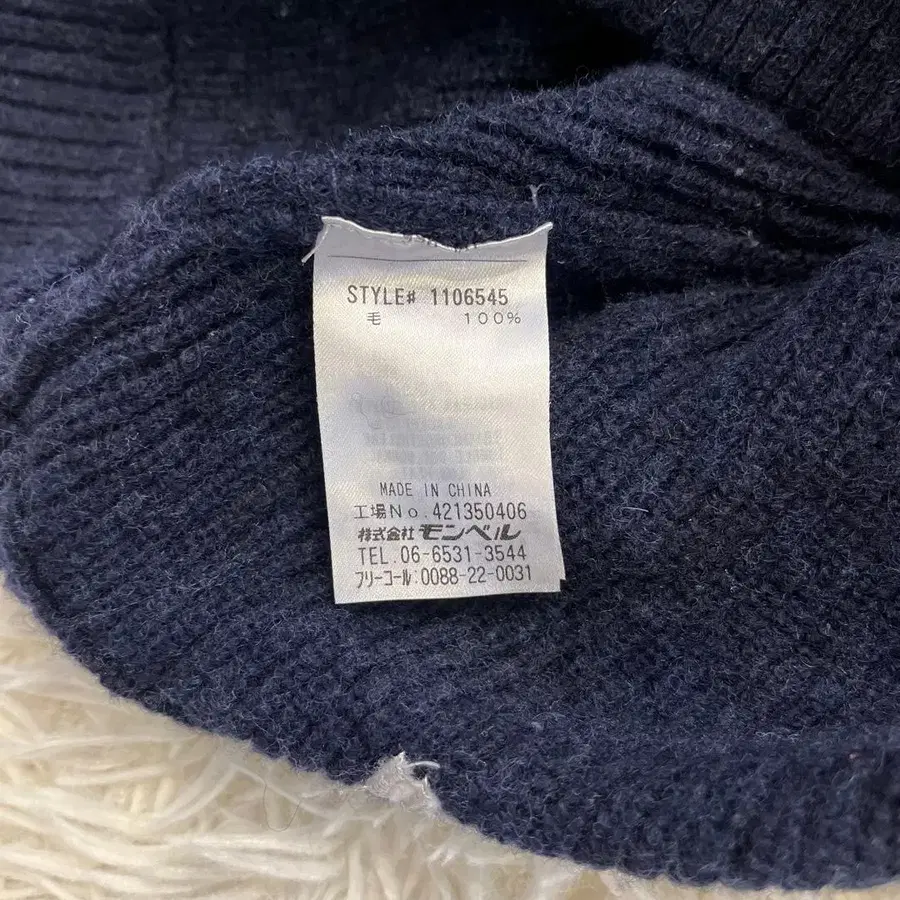 STYLE# 1106545
毛 100%
MADE IN CHINA
工場No.421350406
株式会社 モンベル
TEL.06-6531-3544
フリーコール:0088-22-0031